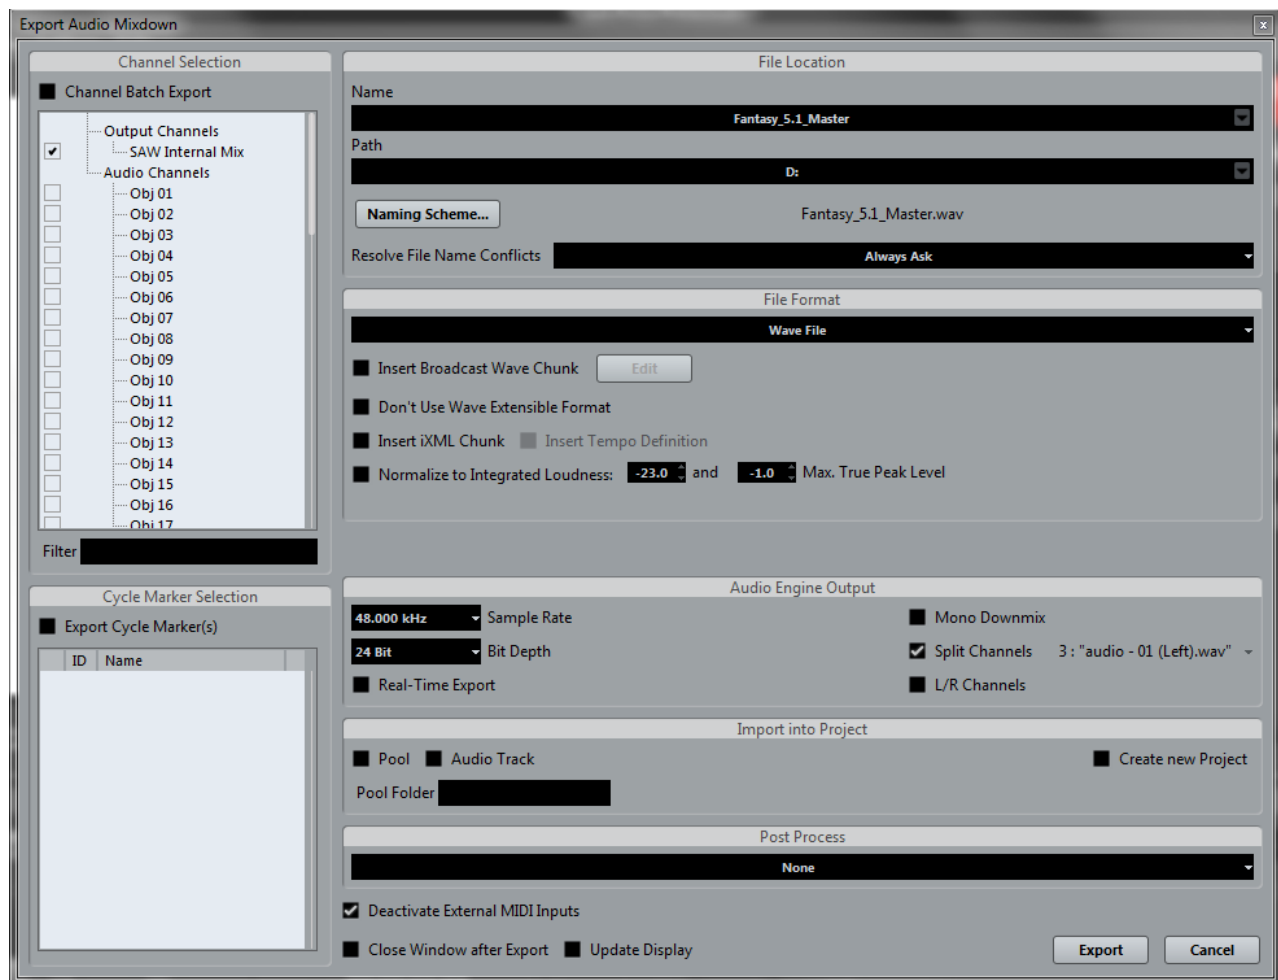 Export Audio Mixdown
x
Channel Selection
Channel Batch Export
Output Channels
SAW Internal Mix
Audio Channels
Obj 01
Obj 02
Obj 03
Obj 04
Obj 05
Obj 06
Obj 07
Obj 08
Obj 09
Obj 10
Obj 11
Obj 12
Obj 13
Obj 14
Obj 15
Obj 16
Obj 17
Filter
Cycle Marker Selection
Export Cycle Marker(s)
ID Name
File Location
Name
Fantasy_5.1_Master
Path
D:
Naming Scheme... Fantasy_5.1_Master.wav
Resolve File Name Conflicts Always Ask
File Format
Wave File
Insert Broadcast Wave Chunk Edit
Don't Use Wave Extensible Format
Insert iXML Chunk Insert Tempo Definition
Normalize to Integrated Loudness: -23.0 and -1.0 Max. True Peak Level
Audio Engine Output
48.000 kHz Sample Rate Mono Downmix
24 Bit Bit Depth Split Channels 3 : "audio - 01 (Left).wav"
Real-Time Export L/R Channels
Import into Project
Pool Audio Track Create new Project
Pool Folder
Post Process
None
Deactivate External MIDI Inputs
Close Window after Export Update Display Export Cancel